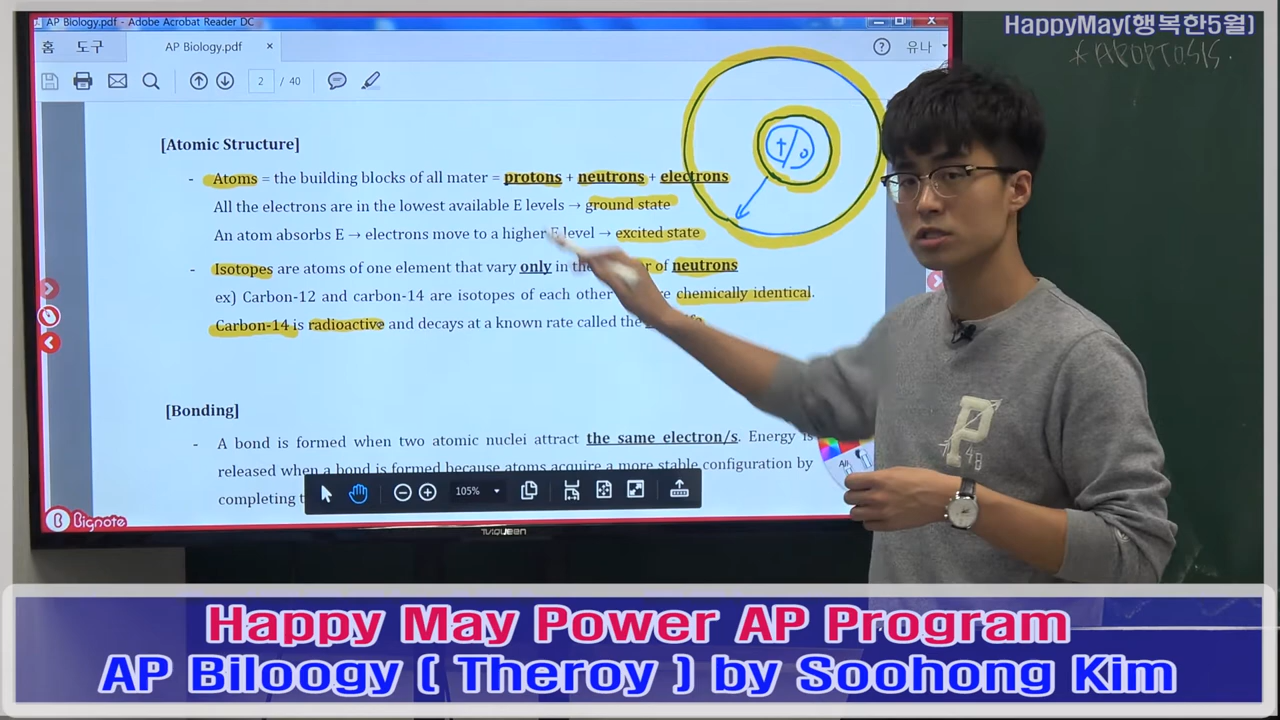 AP Biology.pdf - Adobe Acrobat Reader DC
HappyMay(행복한5월)
*APOPTOSIS.
홈 도구 AP Biology.pdf × ? 유나
2 / 40
[Atomic Structure]
- Atoms = the building blocks of all mater = protons + neutrons + electrons
All the electrons are in the lowest available E levels → ground state
An atom absorbs E → electrons move to a higher E level → excited state
- Isotopes are atoms of one element that vary only in the of neutrons
ex) Carbon-12 and carbon-14 are isotopes of each other chemically identical.
Carbon-14 is radioactive and decays at a known rate called the
+/0
[Bonding]
- A bond is formed when two atomic nuclei attract the same electron/s. Energy is
released when a bond is formed because atoms acquire a more stable configuration by
completing
105%
All
P
48
Bignote
Happy May Power AP Program
AP Biloogy ( Theroy ) by Soohong Kim